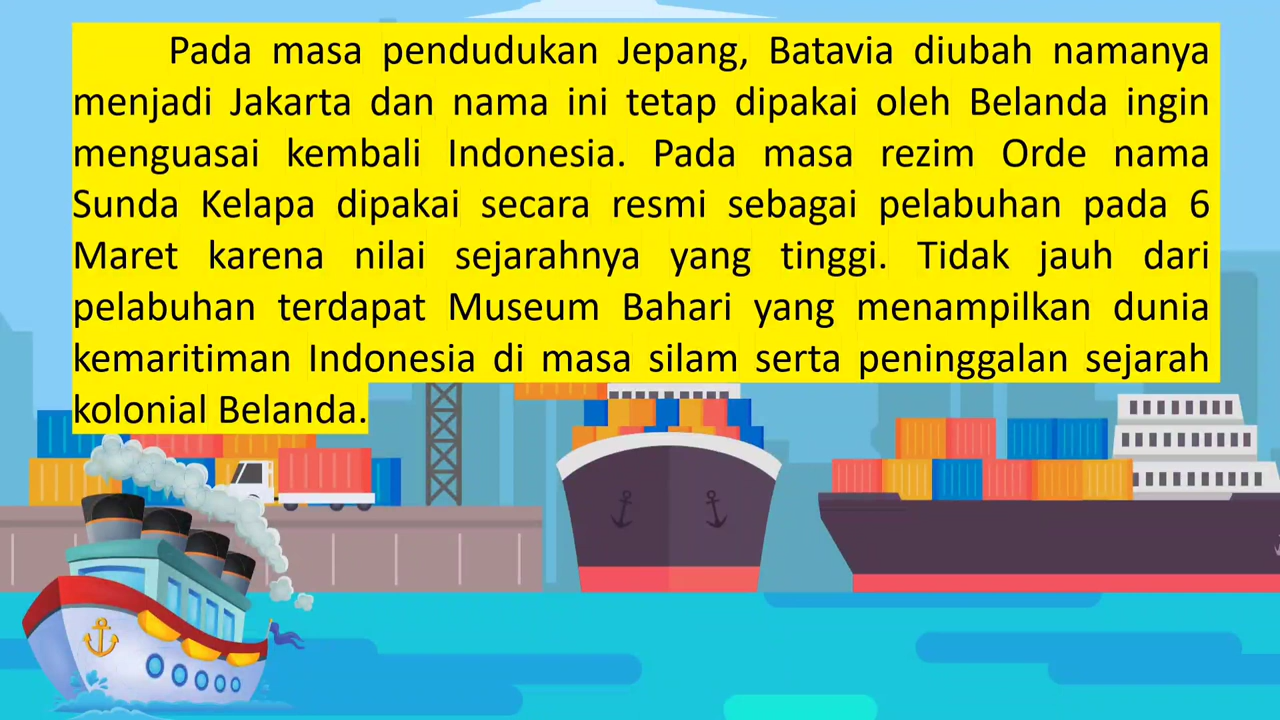 Pada masa pendudukan Jepang, Batavia diubah namanya
menjadi Jakarta dan nama ini tetap dipakai oleh Belanda ingin
menguasai kembali Indonesia. Pada masa rezim Orde nama
Sunda Kelapa dipakai secara resmi sebagai pelabuhan pada 6
Maret karena nilai sejarahnya yang tinggi. Tidak jauh dari
pelabuhan terdapat Museum Bahari yang menampilkan dunia
kemaritiman Indonesia di masa silam serta peninggalan sejarah
kolonial Belanda.